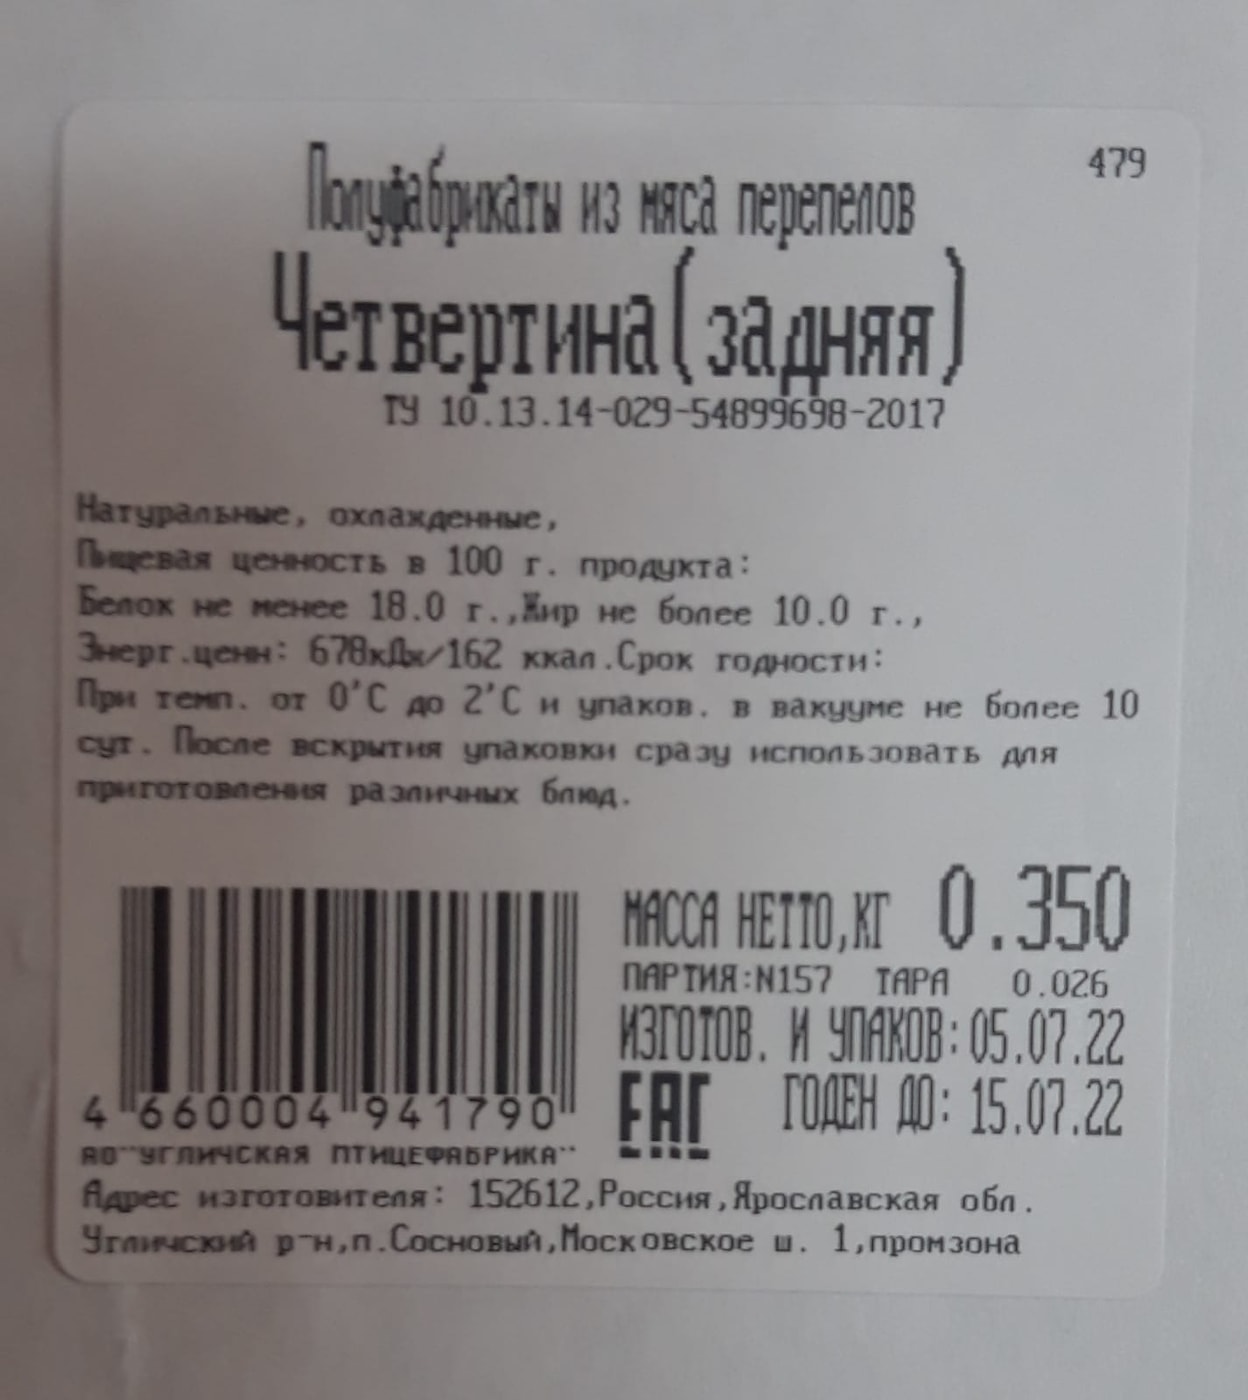 479
Полуфабрикаты из мяса перепелов
Четвертина(задняя)
ТУ 10.13.14-029-54899698-2017
Натуральные, охлажденные,
Пищевая ценность в 100 г. продукта:
Белок не менее 18.0 г.,Жир не более 10.0 г.,
Энерг.ценн: 678кДж/162 ккал.Срок годности:
При темп. от 0'С до 2'С и упаков. в вакууме не более 10
сут. После вскрытия упаковки сразу использовать для
приготовления различных блюд.
МАССА НЕТТО,КГ 0.350
ПАРТИЯ:N157 ТАРА 0.026
ИЗГОТОВ. И УПАКОВ: 05.07.22
EAC ГОДЕН ДО: 15.07.22
4 660004 941790
АО"УГЛИЧСКАЯ ПТИЦЕФАБРИКА"
Адрес изготовителя: 152612,Россия,Ярославская обл.
Угличский р-н,п.Сосновый,Московское ш. 1,промзона